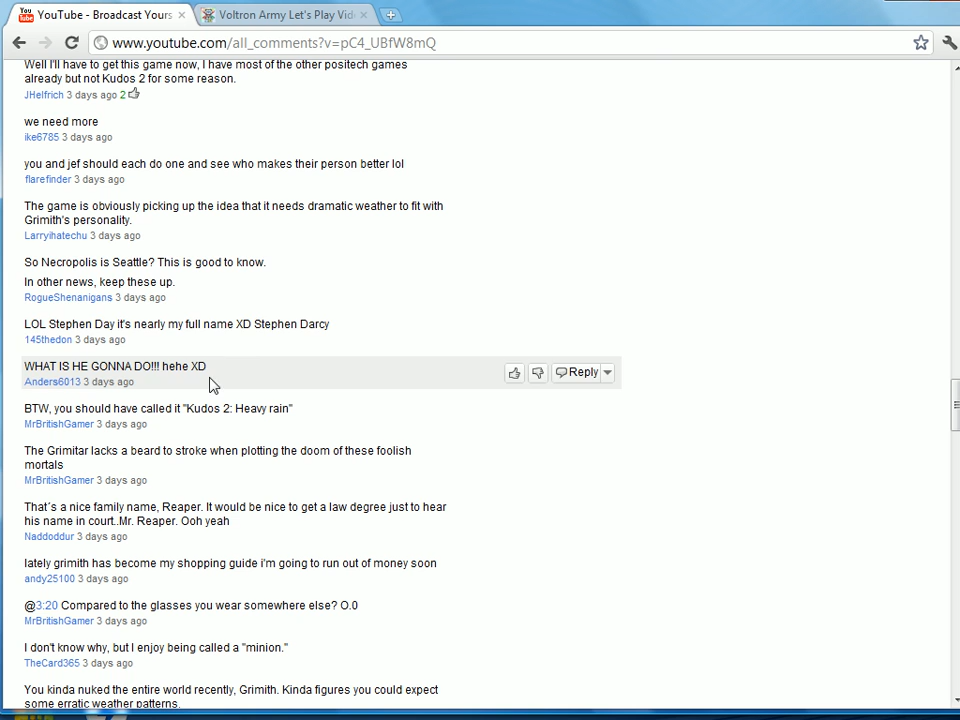 YouTube - Broadcast Yours
Voltron Army Let's Play Vid
www.youtube.com/all_comments?v=pC4_UBfW8mQ
Well I'll have to get this game now, I have most of the other positech games
already but not Kudos 2 for some reason.
JHelfrich 3 days ago 2
we need more
ike6785 3 days ago
you and jef should each do one and see who makes their person better lol
flarefinder 3 days ago
The game is obviously picking up the idea that it needs dramatic weather to fit with
Grimith's personality.
Larryihatechu 3 days ago
So Necropolis is Seattle? This is good to know.
In other news, keep these up.
RogueShenanigans 3 days ago
LOL Stephen Day it's nearly my full name XD Stephen Darcy
145thedon 3 days ago
WHAT IS HE GONNA DO!!! hehe XD
Anders6013 3 days ago
Reply
BTW, you should have called it "Kudos 2: Heavy rain"
MrBritishGamer 3 days ago
The Grimitar lacks a beard to stroke when plotting the doom of these foolish
mortals
MrBritishGamer 3 days ago
That´s a nice family name, Reaper. It would be nice to get a law degree just to hear
his name in court..Mr. Reaper. Ooh yeah
Naddoddur 3 days ago
lately grimith has become my shopping guide i'm going to run out of money soon
andy25100 3 days ago
@3:20 Compared to the glasses you wear somewhere else? O.0
MrBritishGamer 3 days ago
I don't know why, but I enjoy being called a "minion."
TheCard365 3 days ago
You kinda nuked the entire world recently, Grimith. Kinda figures you could expect
some erratic weather patterns.